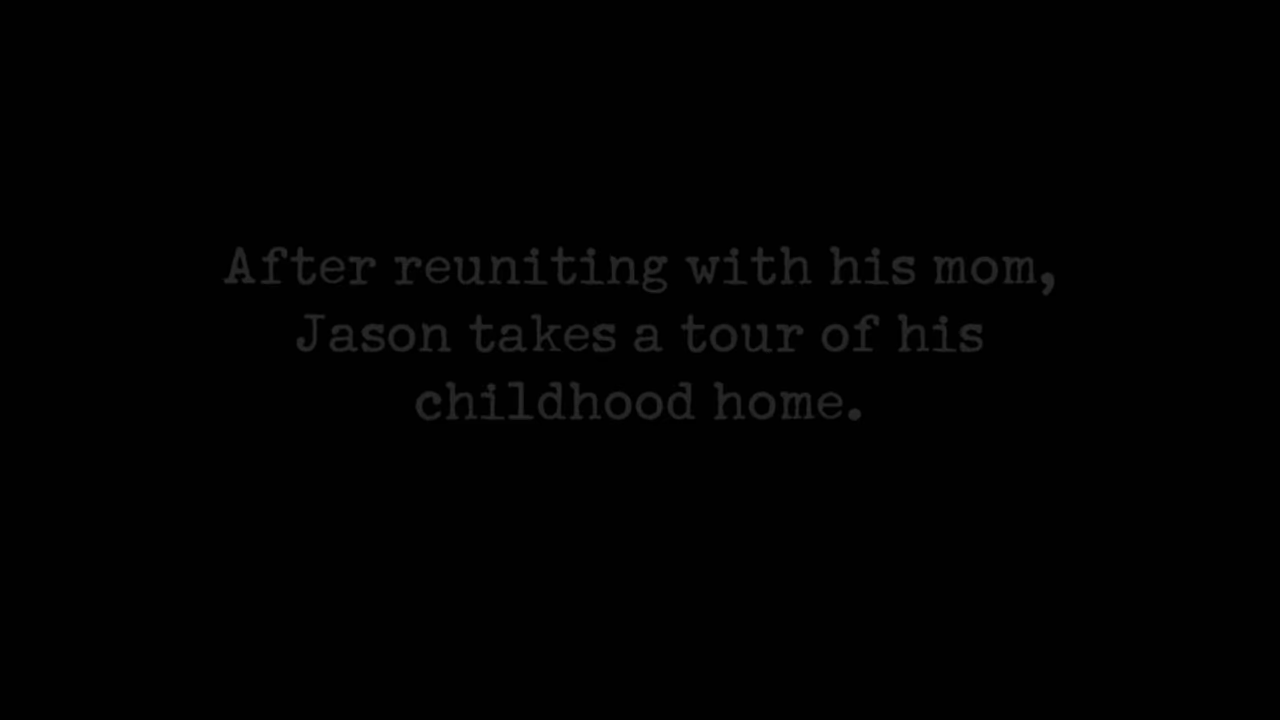 After reuniting with his mom,
Jason takes a tour of his
childhood home.